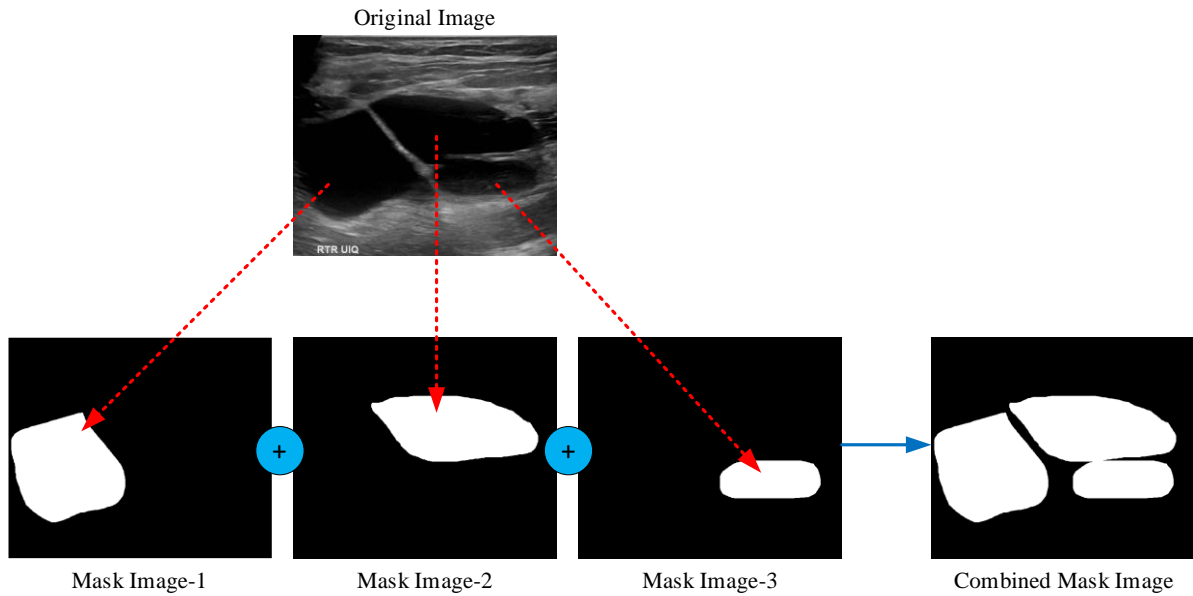 Original Image
RTR UIQ
+
+
Mask Image-1
Mask Image-2
Mask Image-3
Combined Mask Image